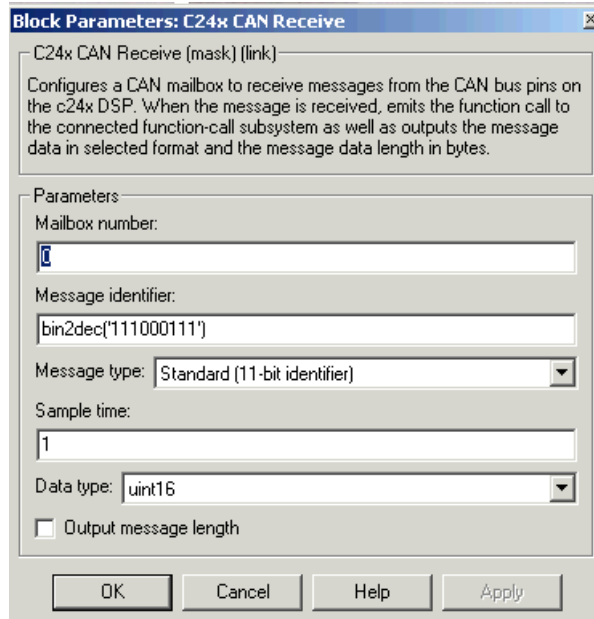 Block Parameters: C24x CAN Receive
C24x CAN Receive (mask) (link)
Configures a CAN mailbox to receive messages from the CAN bus pins on
the c24x DSP. When the message is received, emits the function call to
the connected function-call subsystem as well as outputs the message
data in selected format and the message data length in bytes.
Parameters
Mailbox number:
0
Message identifier:
bin2dec('111000111')
Message type: Standard (11-bit identifier)
Sample time:
1
Data type: uint16
Output message length
OK Cancel Help Apply